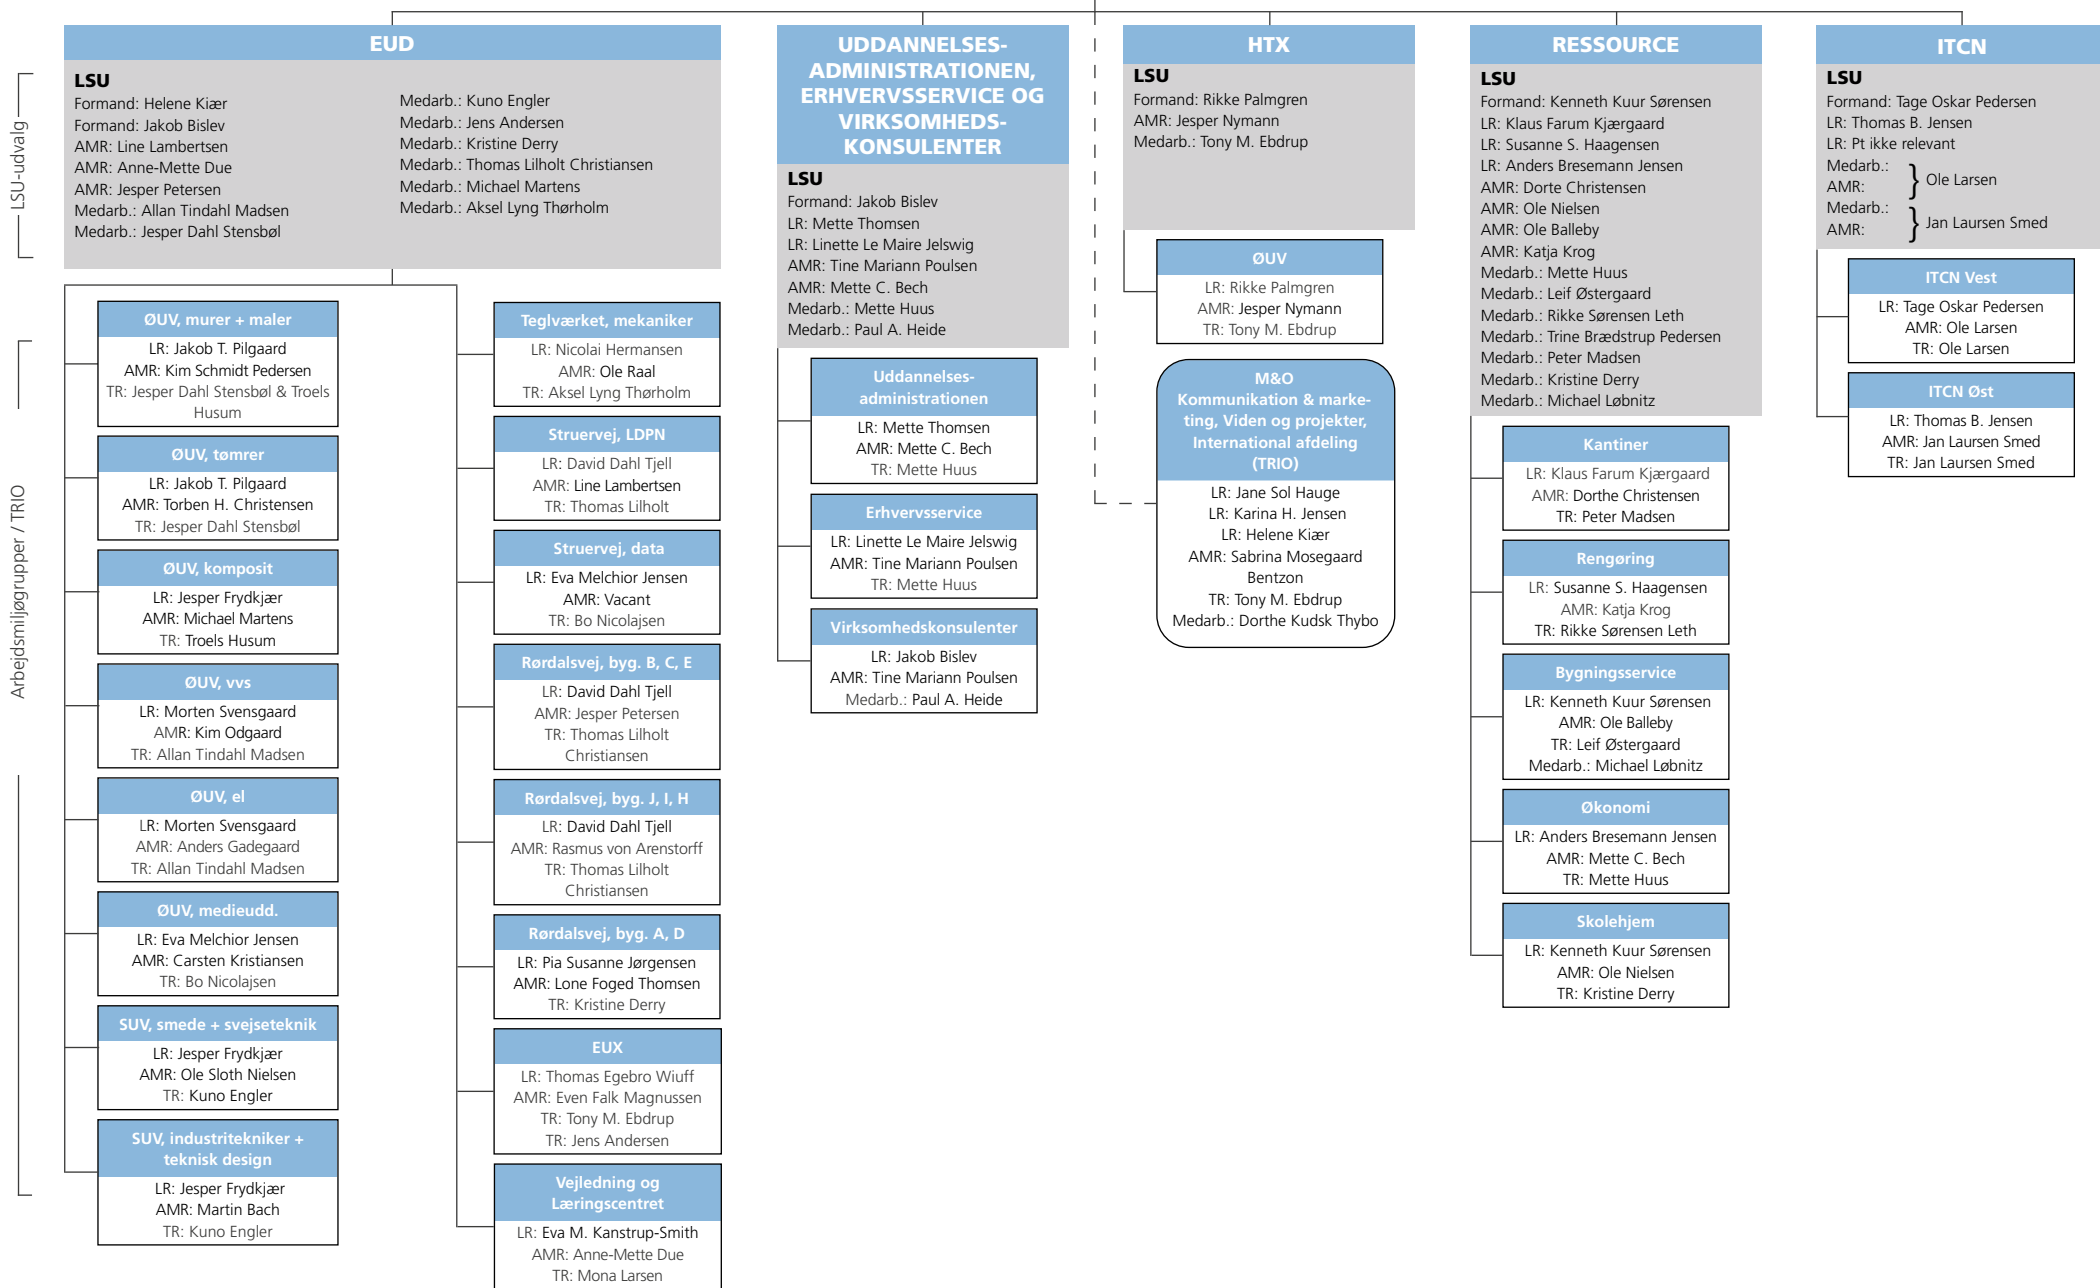 LSU-udvalg
Arbejdsmiljøgrupper / TRIO
EUD
LSU
Formand: Helene Kiær
Formand: Jakob Bislev
AMR: Line Lambertsen
AMR: Anne-Mette Due
AMR: Jesper Petersen
Medarb.: Allan Tindahl Madsen
Medarb.: Jesper Dahl Stensbøl
Medarb.: Kuno Engler
Medarb.: Jens Andersen
Medarb.: Kristine Derry
Medarb.: Thomas Lilholt Christiansen
Medarb.: Michael Martens
Medarb.: Aksel Lyng Thørholm
ØUV, murer + maler
LR: Jakob T. Pilgaard
AMR: Kim Schmidt Pedersen
TR: Jesper Dahl Stensbøl & Troels
Husum
ØUV, tømrer
LR: Jakob T. Pilgaard
AMR: Torben H. Christensen
TR: Jesper Dahl Stensbøl
ØUV, komposit
LR: Jesper Frydkjær
AMR: Michael Martens
TR: Troels Husum
ØUV, vvs
LR: Morten Svensgaard
AMR: Kim Odgaard
TR: Allan Tindahl Madsen
ØUV, el
LR: Morten Svensgaard
AMR: Anders Gadegaard
TR: Allan Tindahl Madsen
ØUV, medieudd.
LR: Eva Melchior Jensen
AMR: Carsten Kristiansen
TR: Bo Nicolajsen
SUV, smede + svejseteknik
LR: Jesper Frydkjær
AMR: Ole Sloth Nielsen
TR: Kuno Engler
SUV, industritekniker +
teknisk design
LR: Jesper Frydkjær
AMR: Martin Bach
TR: Kuno Engler
Teglværket, mekaniker
LR: Nicolai Hermansen
AMR: Ole Raal
TR: Aksel Lyng Thørholm
Struervej, LDPN
LR: David Dahl Tjell
AMR: Line Lambertsen
TR: Thomas Lilholt
Struervej, data
LR: Eva Melchior Jensen
AMR: Vacant
TR: Bo Nicolajsen
Rørdalsvej, byg. B, C, E
LR: David Dahl Tjell
AMR: Jesper Petersen
TR: Thomas Lilholt
Christiansen
Rørdalsvej, byg. J, I, H
LR: David Dahl Tjell
AMR: Rasmus von Arenstorff
TR: Thomas Lilholt
Christiansen
Rørdalsvej, byg. A, D
LR: Pia Susanne Jørgensen
AMR: Lone Foged Thomsen
TR: Kristine Derry
EUX
LR: Thomas Egebro Wiuff
AMR: Even Falk Magnussen
TR: Tony M. Ebdrup
TR: Jens Andersen
Vejledning og
Læringscentret
LR: Eva M. Kanstrup-Smith
AMR: Anne-Mette Due
TR: Mona Larsen
UDDANNELSES-
ADMINISTRATIONEN,
ERHVERVSSERVICE OG
VIRKSOMHEDS-
KONSULENTER
LSU
Formand: Jakob Bislev
LR: Mette Thomsen
LR: Linette Le Maire Jelswig
AMR: Tine Mariann Poulsen
AMR: Mette C. Bech
Medarb.: Mette Huus
Medarb.: Paul A. Heide
Uddannelses-
administrationen
LR: Mette Thomsen
AMR: Mette C. Bech
TR: Mette Huus
Erhvervsservice
LR: Linette Le Maire Jelswig
AMR: Tine Mariann Poulsen
TR: Mette Huus
Virksomhedskonsulenter
LR: Jakob Bislev
AMR: Tine Mariann Poulsen
Medarb.: Paul A. Heide
HTX
LSU
Formand: Rikke Palmgren
AMR: Jesper Nymann
Medarb.: Tony M. Ebdrup
ØUV
LR: Rikke Palmgren
AMR: Jesper Nymann
TR: Tony M. Ebdrup
M&O
Kommunikation & marke-
ting, Viden og projekter,
International afdeling
(TRIO)
LR: Jane Sol Hauge
LR: Karina H. Jensen
LR: Helene Kiær
AMR: Sabrina Mosegaard
Bentzon
TR: Tony M. Ebdrup
Medarb.: Dorthe Kudsk Thybo
RESSOURCE
LSU
Formand: Kenneth Kuur Sørensen
LR: Klaus Farum Kjærgaard
LR: Susanne S. Haagensen
LR: Anders Bresemann Jensen
AMR: Dorte Christensen
AMR: Ole Nielsen
AMR: Ole Balleby
AMR: Katja Krog
Medarb.: Mette Huus
Medarb.: Leif Østergaard
Medarb.: Rikke Sørensen Leth
Medarb.: Trine Brædstrup Pedersen
Medarb.: Peter Madsen
Medarb.: Kristine Derry
Medarb.: Michael Løbnitz
Kantiner
LR: Klaus Farum Kjærgaard
AMR: Dorthe Christensen
TR: Peter Madsen
Rengøring
LR: Susanne S. Haagensen
AMR: Katja Krog
TR: Rikke Sørensen Leth
Bygningsservice
LR: Kenneth Kuur Sørensen
AMR: Ole Balleby
TR: Leif Østergaard
Medarb.: Michael Løbnitz
Økonomi
LR: Anders Bresemann Jensen
AMR: Mette C. Bech
TR: Mette Huus
Skolehjem
LR: Kenneth Kuur Sørensen
AMR: Ole Nielsen
TR: Kristine Derry
ITCN
LSU
Formand: Tage Oskar Pedersen
LR: Thomas B. Jensen
LR: Pt ikke relevant
Medarb.:
AMR:
} Ole Larsen
Medarb.:
AMR:
} Jan Laursen Smed
ITCN Vest
LR: Tage Oskar Pedersen
AMR: Ole Larsen
TR: Ole Larsen
ITCN Øst
LR: Thomas B. Jensen
AMR: Jan Laursen Smed
TR: Jan Laursen Smed